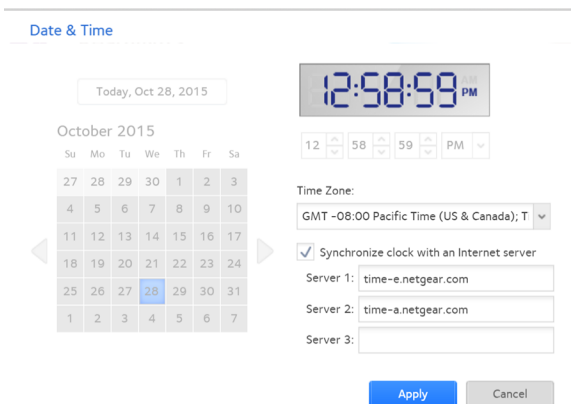 Date & Time
Today, Oct 28, 2015
October 2015
Su Mo Tu We Th Fr Sa
27 28 29 30 1 2 3
4 5 6 7 8 9 10
11 12 13 14 15 16 17
18 19 20 21 22 23 24
25 26 27 28 29 30 31
1 2 3 4 5 6 7
12:58:59 AM PM
12 58 59 PM
Time Zone:
GMT -08:00 Pacific Time (US & Canada); T
Synchronize clock with an Internet server
Server 1: time-e.netgear.com
Server 2: time-a.netgear.com
Server 3:
Apply Cancel